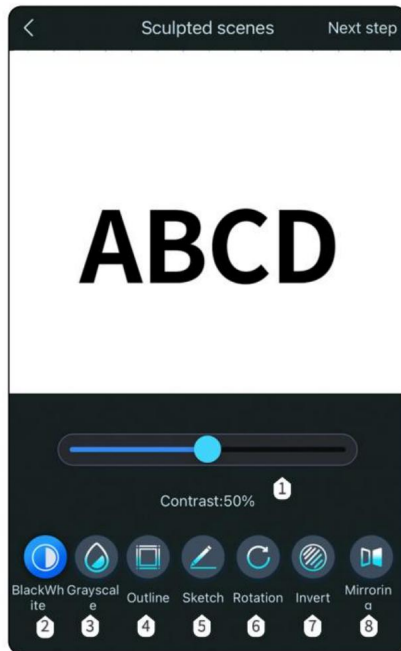 Sculpted scenes Next step
ABCD
1
Contrast:50%
BlackWh Grayscal Outline Sketch Rotation Invert Mirrorin
ite e g
2 3 4 5 6 7 8